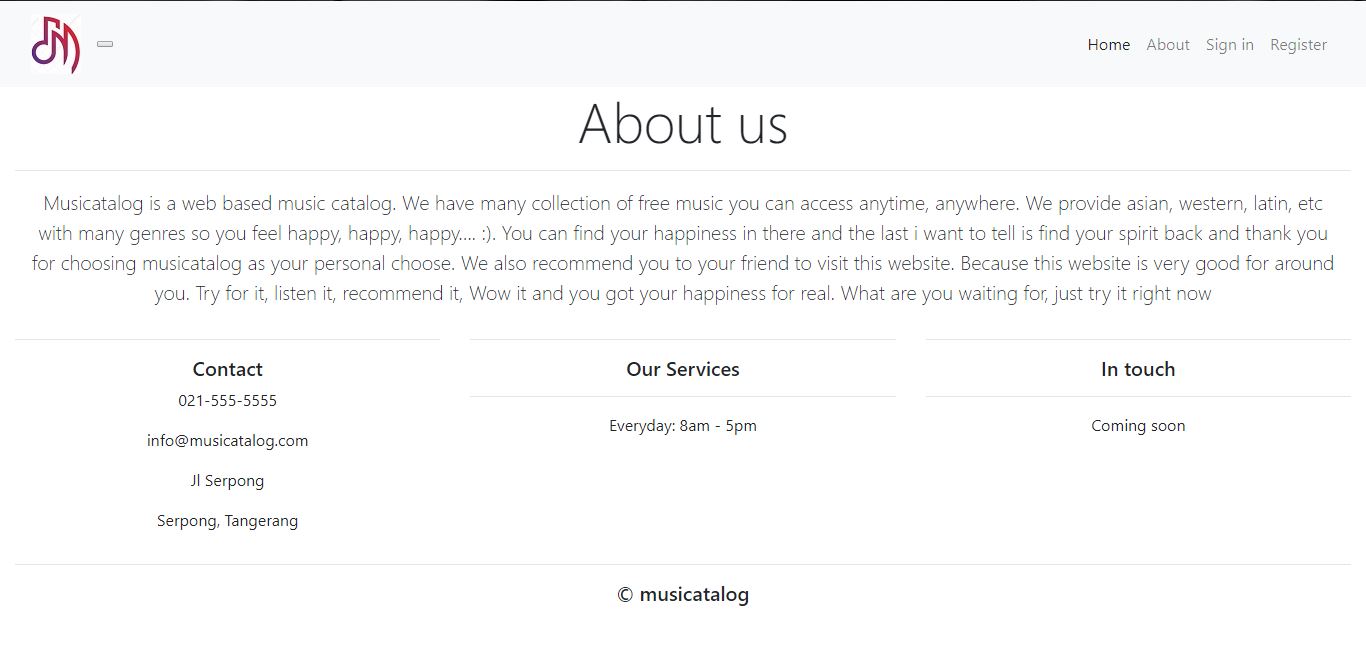 Home About Sign in Register
About us
Musicatalog is a web based music catalog. We have many collection of free music you can access anytime, anywhere. We provide asian, western, latin, etc
with many genres so you feel happy, happy, happy.... :). You can find your happiness in there and the last i want to tell is find your spirit back and thank you
for choosing musicatalog as your personal choose. We also recommend you to your friend to visit this website. Because this website is very good for around
you. Try for it, listen it, recommend it, Wow it and you got your happiness for real. What are you waiting for, just try it right now
Contact
021-555-5555
info@musicatalog.com
Jl Serpong
Serpong, Tangerang
Our Services
Everyday: 8am - 5pm
In touch
Coming soon
© musicatalog